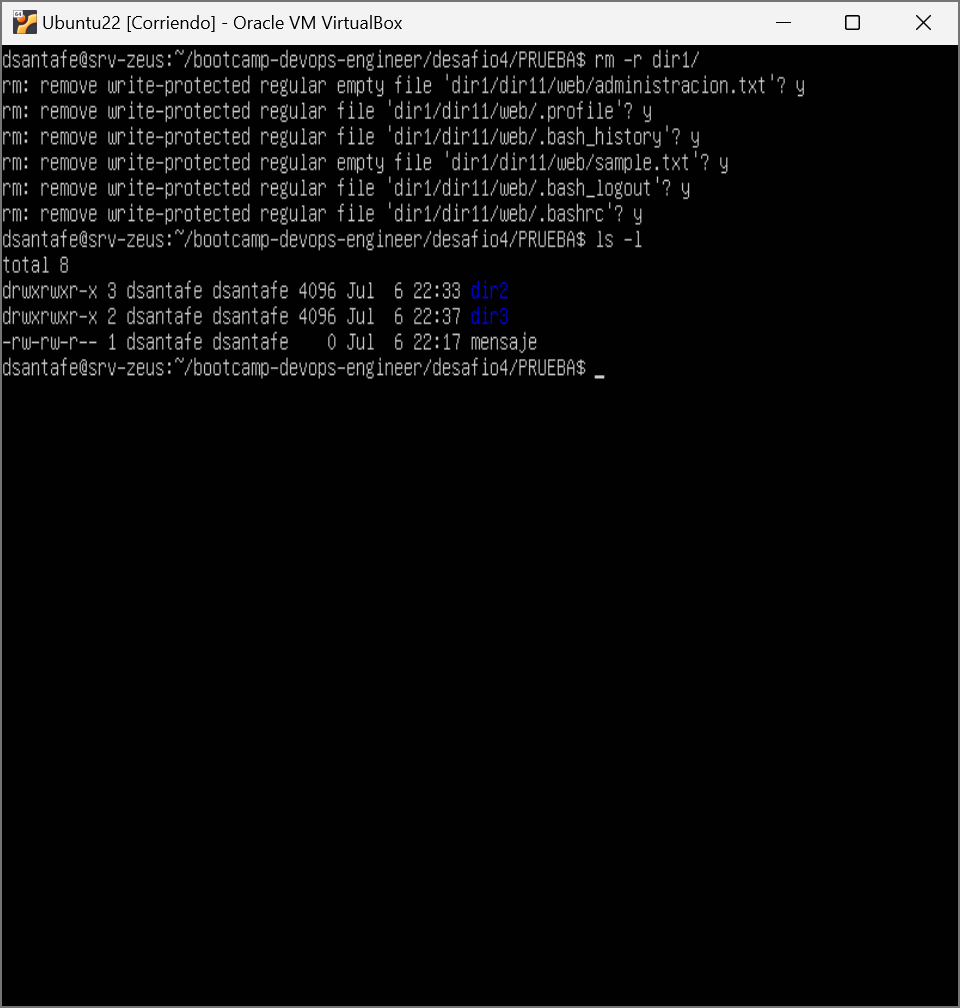 Ubuntu22 [Corriendo] - Oracle VM VirtualBox
dsantafe@srv-zeus:~/bootcamp-devops-engineer/desafio4/PRUEBA$ rm -r dir1/
rm: remove write-protected regular empty file 'dir1/dir11/web/administracion.txt'? y
rm: remove write-protected regular file 'dir1/dir11/web/.profile'? y
rm: remove write-protected regular file 'dir1/dir11/web/.bash_history'? y
rm: remove write-protected regular empty file 'dir1/dir11/web/sample.txt'? y
rm: remove write-protected regular file 'dir1/dir11/web/.bash_logout'? y
rm: remove write-protected regular file 'dir1/dir11/web/.bashrc'? y
dsantafe@srv-zeus:~/bootcamp-devops-engineer/desafio4/PRUEBA$ ls -l
total 8
drwxrwxr-x 3 dsantafe dsantafe 4096 Jul  6 22:33 dir2
drwxrwxr-x 2 dsantafe dsantafe 4096 Jul  6 22:37 dir3
-rw-rw-r-- 1 dsantafe dsantafe    0 Jul  6 22:17 mensaje
dsantafe@srv-zeus:~/bootcamp-devops-engineer/desafio4/PRUEBA$ _